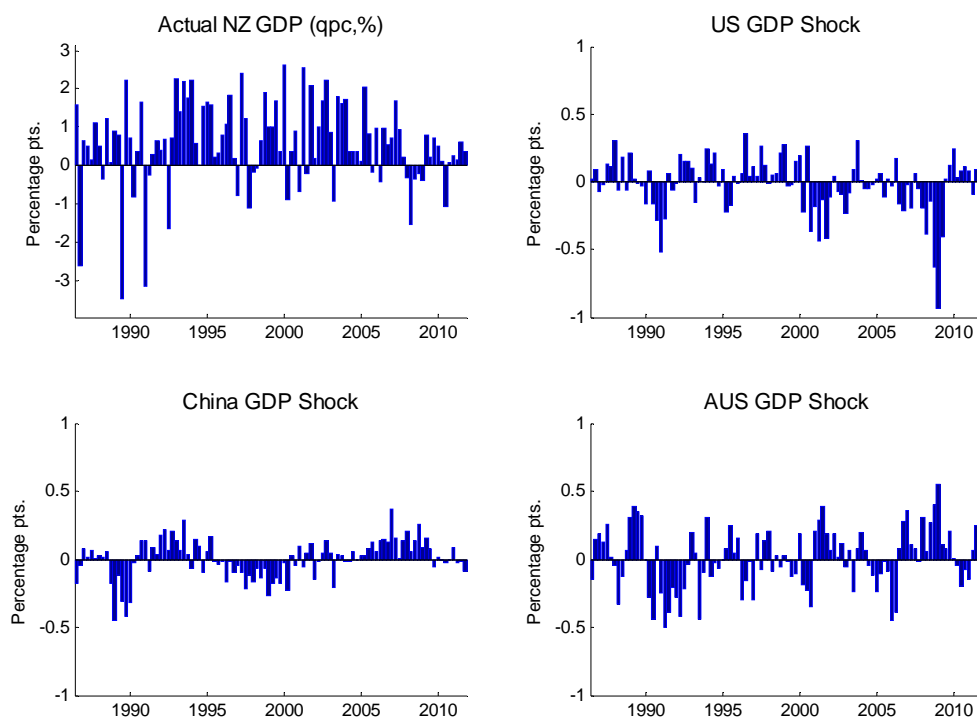 Actual NZ GDP (qpc,%)
Percentage pts.
3
2
1
0
-1
-2
-3
1990 1995 2000 2005 2010
US GDP Shock
Percentage pts.
1
0.5
0
-0.5
-1
1990 1995 2000 2005 2010
China GDP Shock
Percentage pts.
1
0.5
0
-0.5
-1
1990 1995 2000 2005 2010
AUS GDP Shock
Percentage pts.
1
0.5
0
-0.5
-1
1990 1995 2000 2005 2010